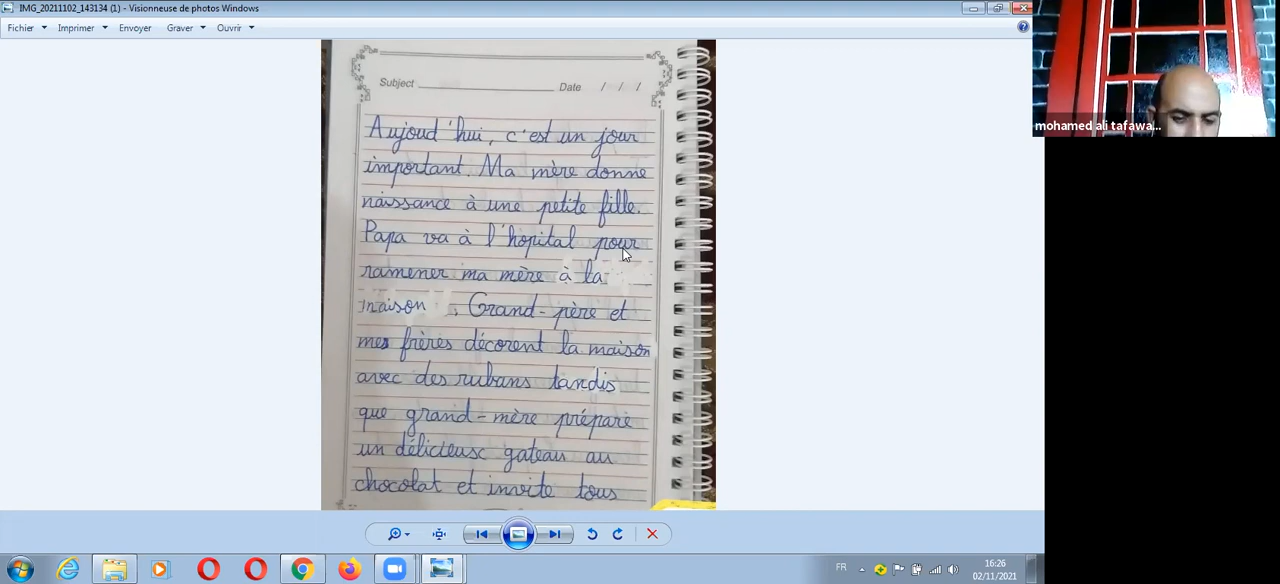 IMG_20211102_143134 (1) - Visionneuse de photos Windows
Fichier Imprimer Envoyer Graver Ouvrir
mohamed ali tafawa...
Subject Date / / /
Aujoud'hui, c'est un jour
important. Ma mère donne
naissance à une petite fille.
Papa va à l'hôpital pour
ramener ma mère à la
maison. Grand-père et
mes frères décorent la maison
avec des rubans tandis
que grand-mère prépare
un délicieux gateau au
chocolat et invite tous
FR 16:26
02/11/2021